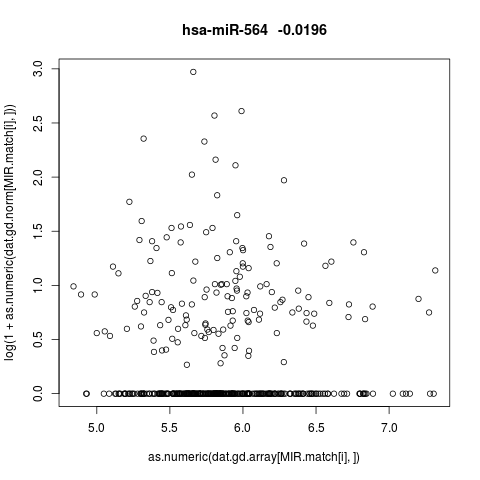 hsa-miR-564 -0.0196
log(1 + as.numeric(dat.gd.norm[MIR.match[i], ]))
3.0
2.5
2.0
1.5
1.0
0.5
0.0
5.0 5.5 6.0 6.5 7.0
as.numeric(dat.gd.array[MIR.match[i], ])